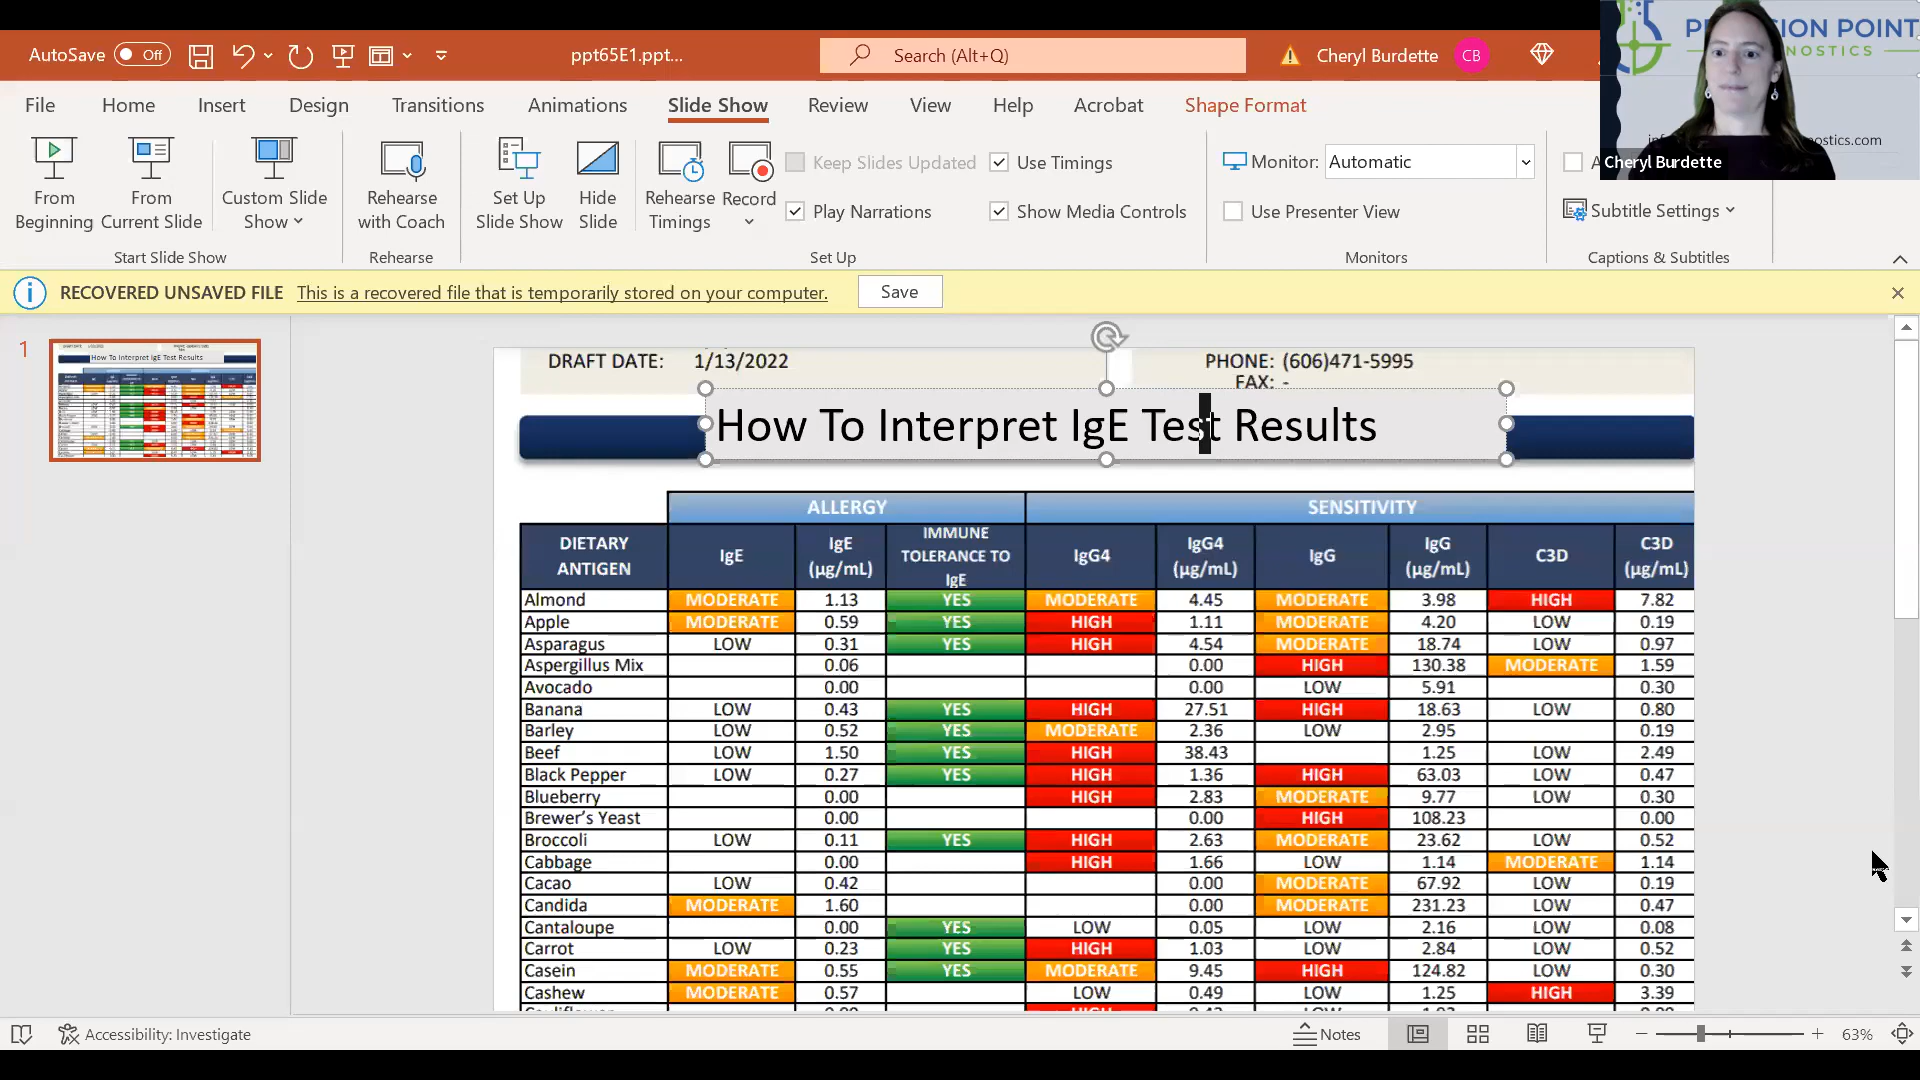 AutoSave Off ppt65E1.ppt... Search (Alt+Q) Cheryl Burdette CB
File Home Insert Design Transitions Animations Slide Show Review View Help Acrobat Shape Format
From Beginning
From Current Slide
Custom Slide Show
Rehearse with Coach
Set Up Slide Show
Hide Slide
Rehearse Timings
Record
Keep Slides Updated
Play Narrations
Use Timings
Show Media Controls
Monitor: Automatic
Use Presenter View
Subtitle Settings
Start Slide Show Rehearse Set Up Monitors Captions & Subtitles
Cheryl Burdette
RECOVERED UNSAVED FILE This is a recovered file that is temporarily stored on your computer. Save
1
How To Interpret IgE Test Results
DRAFT DATE: 1/13/2022 PHONE: (606)471-5995
FAX: -
How To Interpret IgE Test Results
ALLERGY SENSITIVITY
DIETARY ANTIGEN IgE IgE (µg/mL) IMMUNE TOLERANCE TO IgE IgG4 IgG4 (µg/mL) IgG IgG (µg/mL) C3D C3D (µg/mL)
Almond MODERATE 1.13 YES MODERATE 4.45 MODERATE 3.98 HIGH 7.82
Apple MODERATE 0.59 YES HIGH 1.11 MODERATE 4.20 LOW 0.19
Asparagus LOW 0.31 YES HIGH 4.54 MODERATE 18.74 LOW 0.97
Aspergillus Mix 0.06 0.00 HIGH 130.38 MODERATE 1.59
Avocado 0.00 0.00 LOW 5.91 0.30
Banana LOW 0.43 YES HIGH 27.51 HIGH 18.63 LOW 0.80
Barley LOW 0.52 YES MODERATE 2.36 LOW 2.95 0.19
Beef LOW 1.50 YES HIGH 38.43 1.25 LOW 2.49
Black Pepper LOW 0.27 YES HIGH 1.36 HIGH 63.03 LOW 0.47
Blueberry 0.00 HIGH 2.83 MODERATE 9.77 LOW 0.30
Brewer's Yeast 0.00 0.00 HIGH 108.23 0.00
Broccoli LOW 0.11 YES HIGH 2.63 MODERATE 23.62 LOW 0.52
Cabbage 0.00 HIGH 1.66 LOW 1.14 MODERATE 1.14
Cacao LOW 0.42 0.00 MODERATE 67.92 LOW 0.19
Candida MODERATE 1.60 0.00 MODERATE 231.23 LOW 0.47
Cantaloupe 0.00 YES LOW 0.05 LOW 2.16 LOW 0.08
Carrot LOW 0.23 YES HIGH 1.03 LOW 2.84 LOW 0.52
Casein MODERATE 0.55 YES MODERATE 9.45 HIGH 124.82 LOW 0.30
Cashew MODERATE 0.57 LOW 0.49 LOW 1.25 HIGH 3.39
Accessibility: Investigate Notes 63%